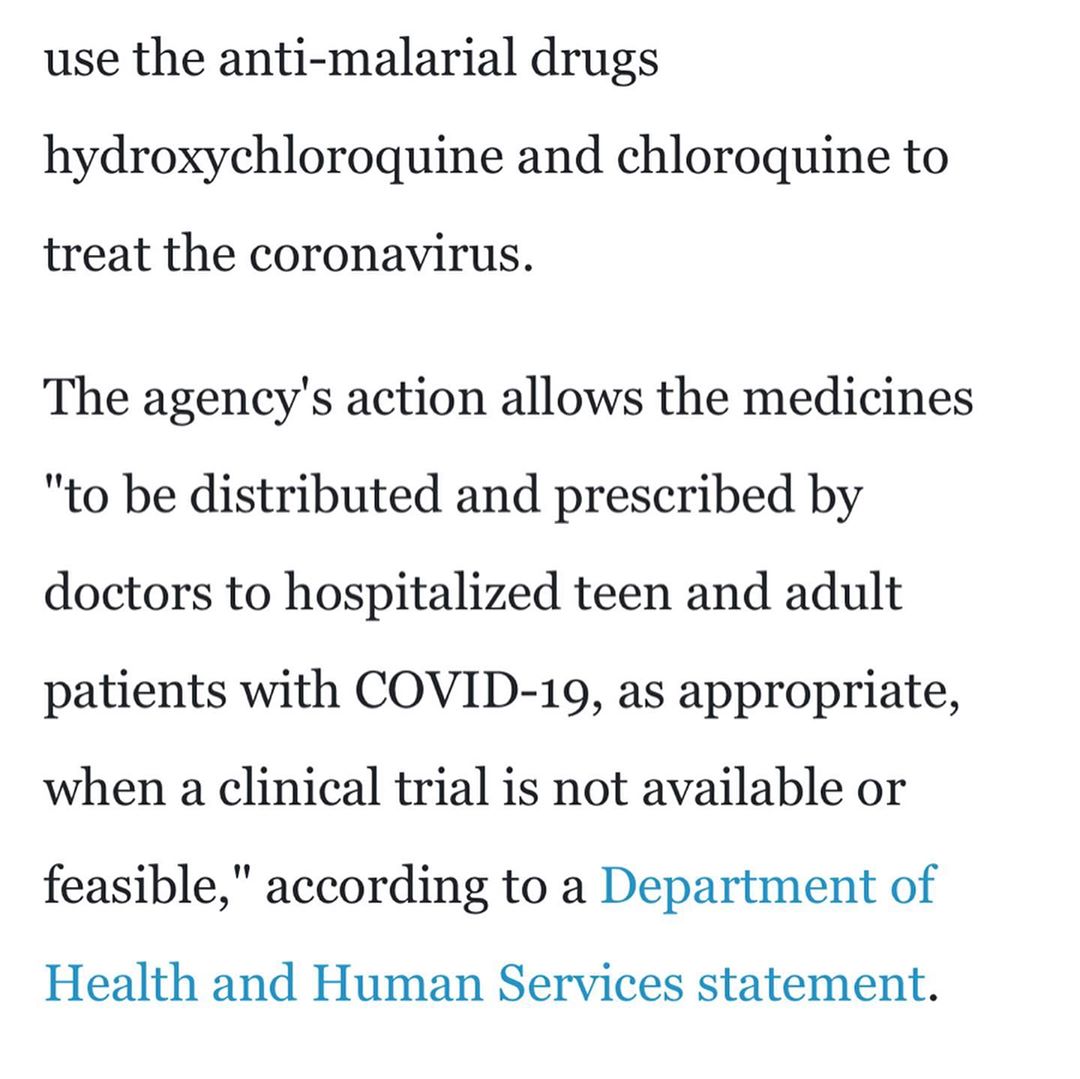 use the anti-malarial drugs
hydroxychloroquine and chloroquine to
treat the coronavirus.
The agency's action allows the medicines
"to be distributed and prescribed by
doctors to hospitalized teen and adult
patients with COVID-19, as appropriate,
when a clinical trial is not available or
feasible," according to a Department of
Health and Human Services statement.